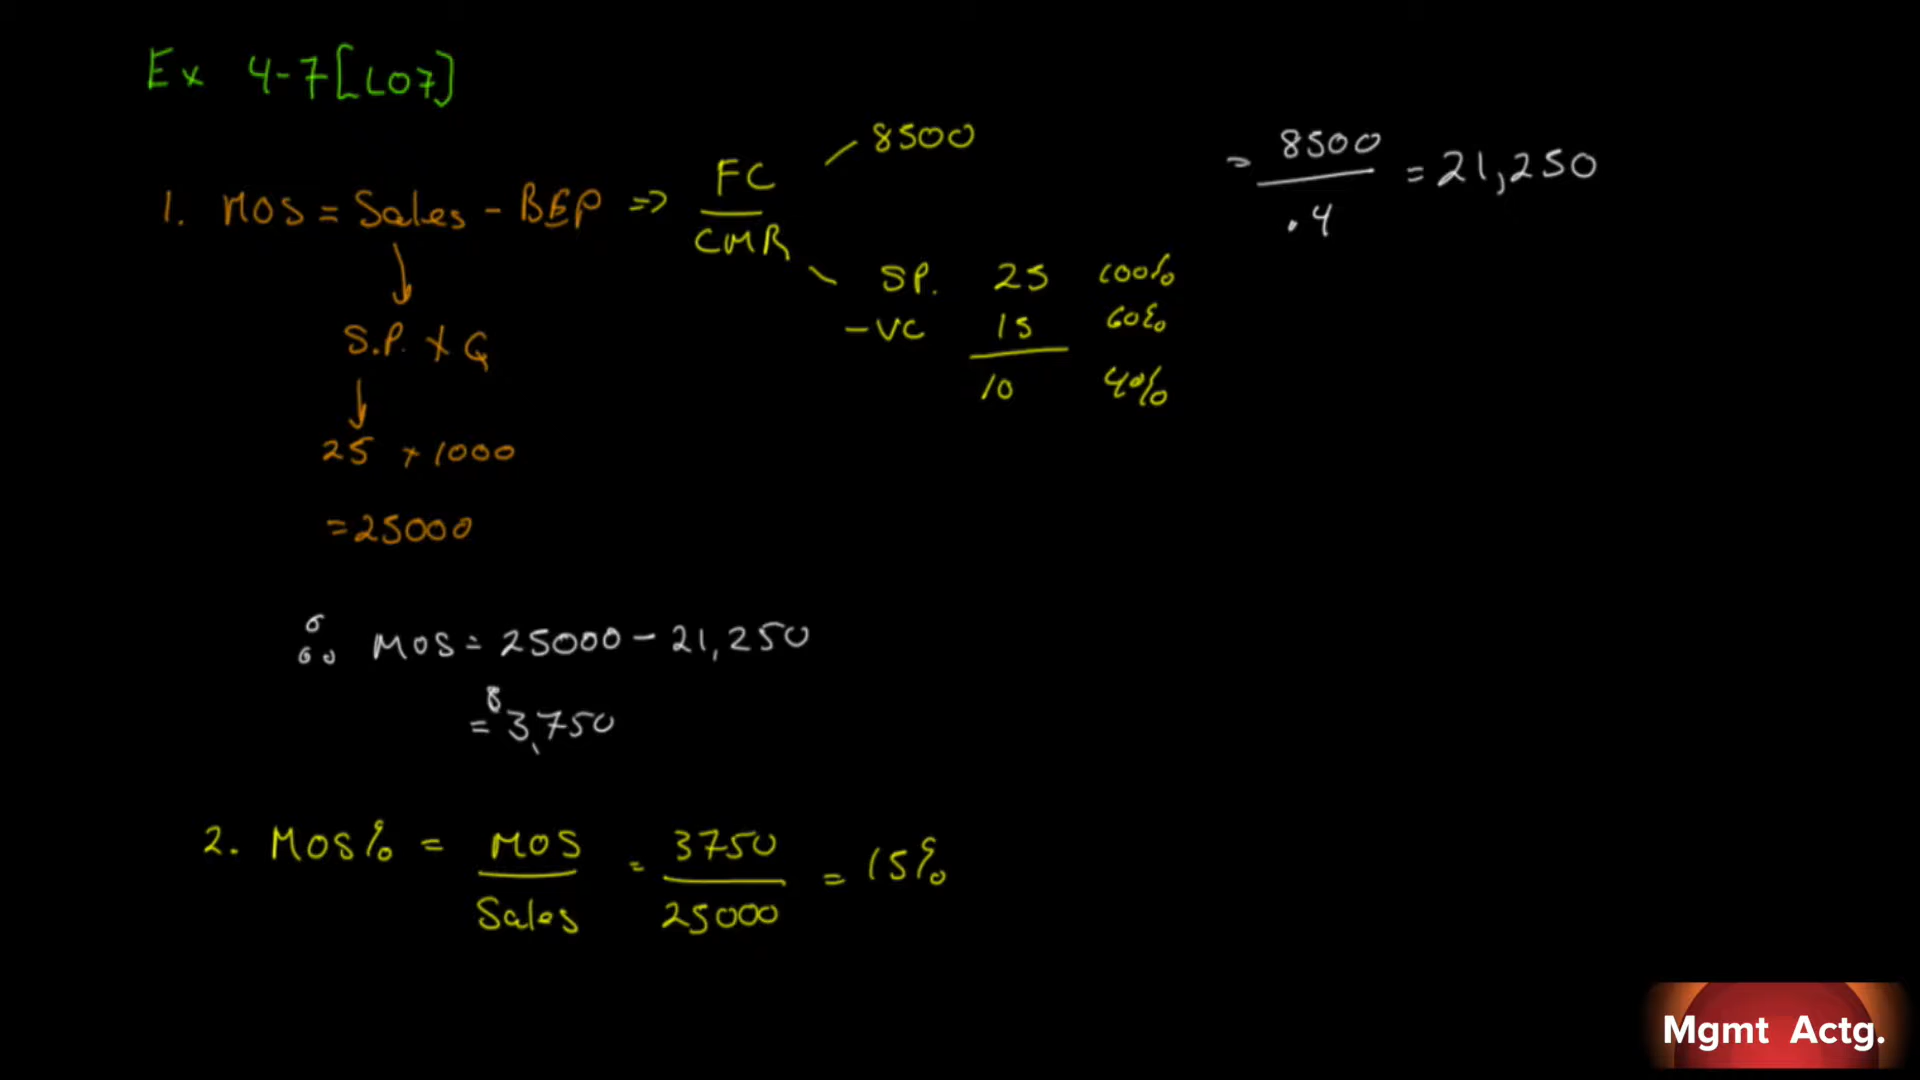 Ex 4-7[LO7]
1. MOS = Sales - BEP => FC / CMR
8500
= 8500 / .4 = 21,250
SP. 25 100%
- VC 15 60%
10 40%
S.P. x Q
25 x 1000
= 25000
∴ MOS = 25000 - 21,250
= $3,750
2. MOS% = MOS / Sales = 3750 / 25000 = 15%
Mgmt Actg.